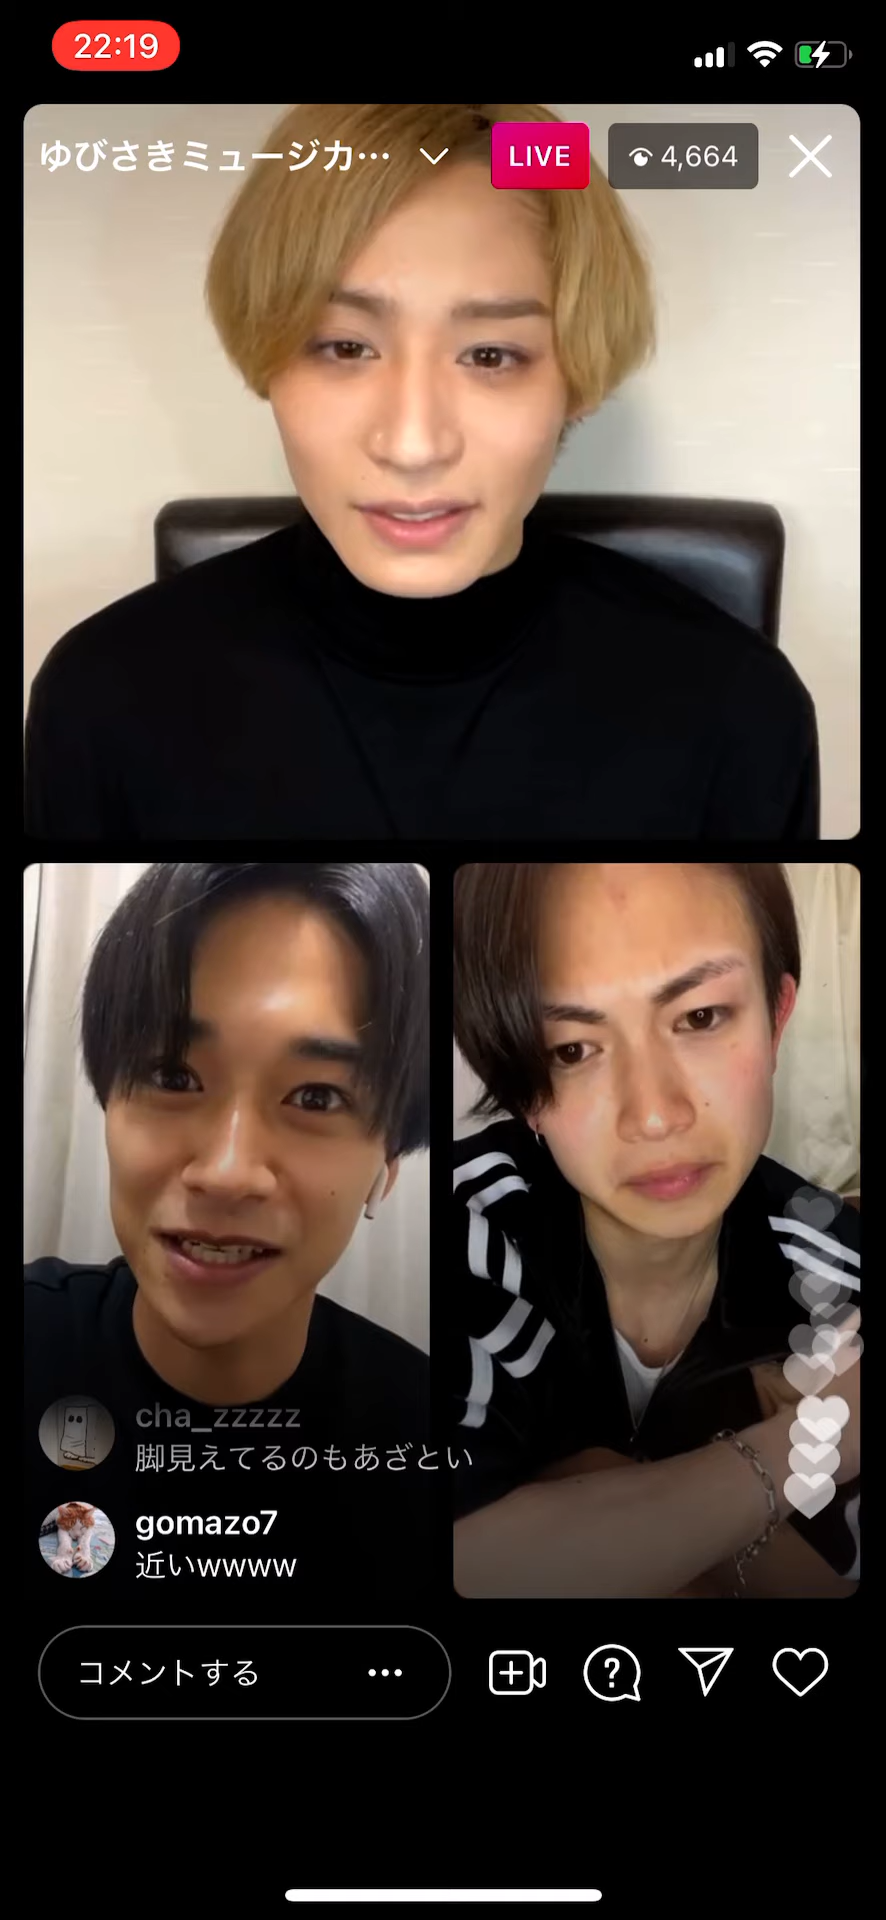 22:19
ゆびさきミュージカ…
LIVE
4,664
cha_zzzzz
脚見えてるのもあざとい
gomazo7
近いwwww
コメントする